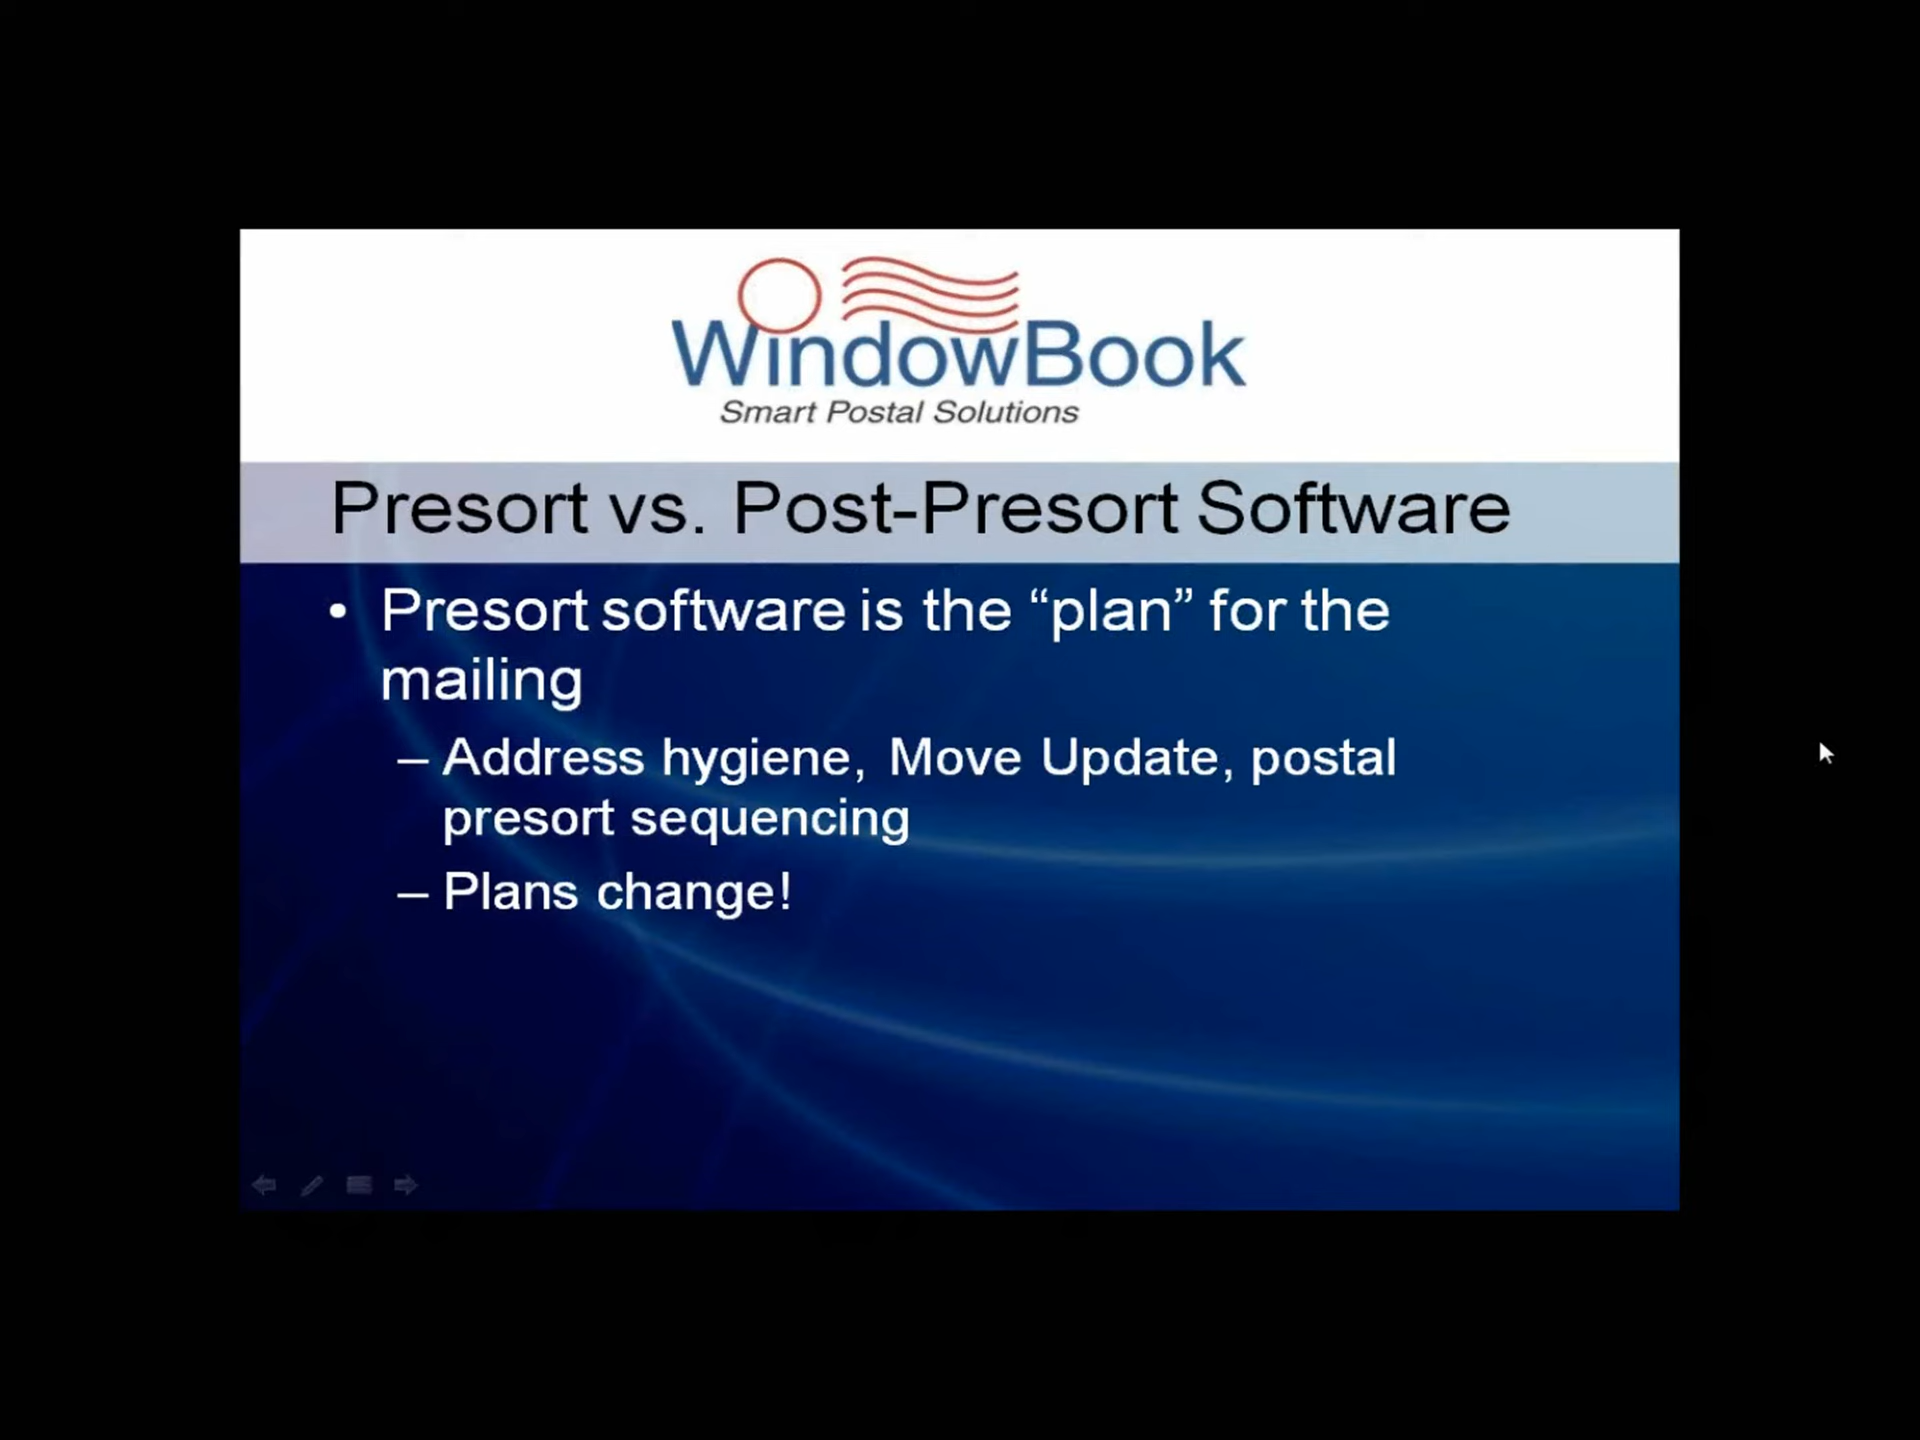 WindowBook
Smart Postal Solutions
Presort vs. Post-Presort Software
• Presort software is the “plan” for the
mailing
– Address hygiene, Move Update, postal
presort sequencing
– Plans change!